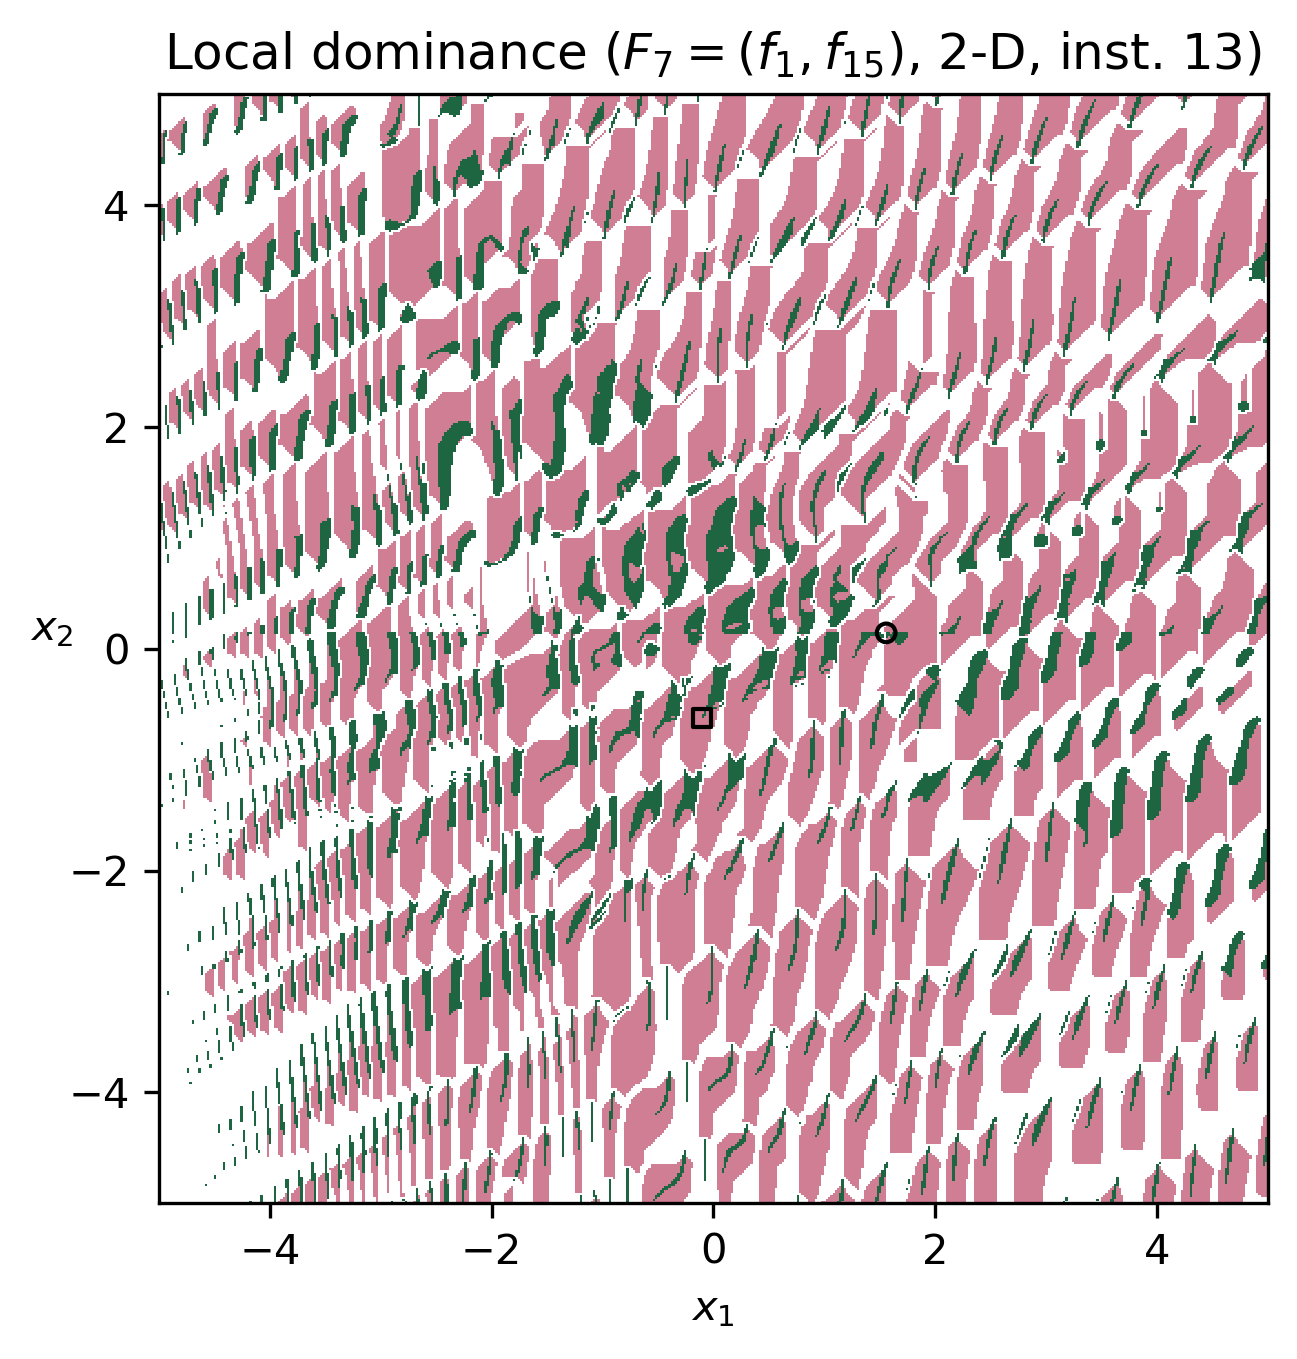 Local dominance (F₇ = (f₁, f₁₅), 2-D, inst. 13)
4
2
x₂
0
−2
−4
−4 −2 0 2 4
x₁